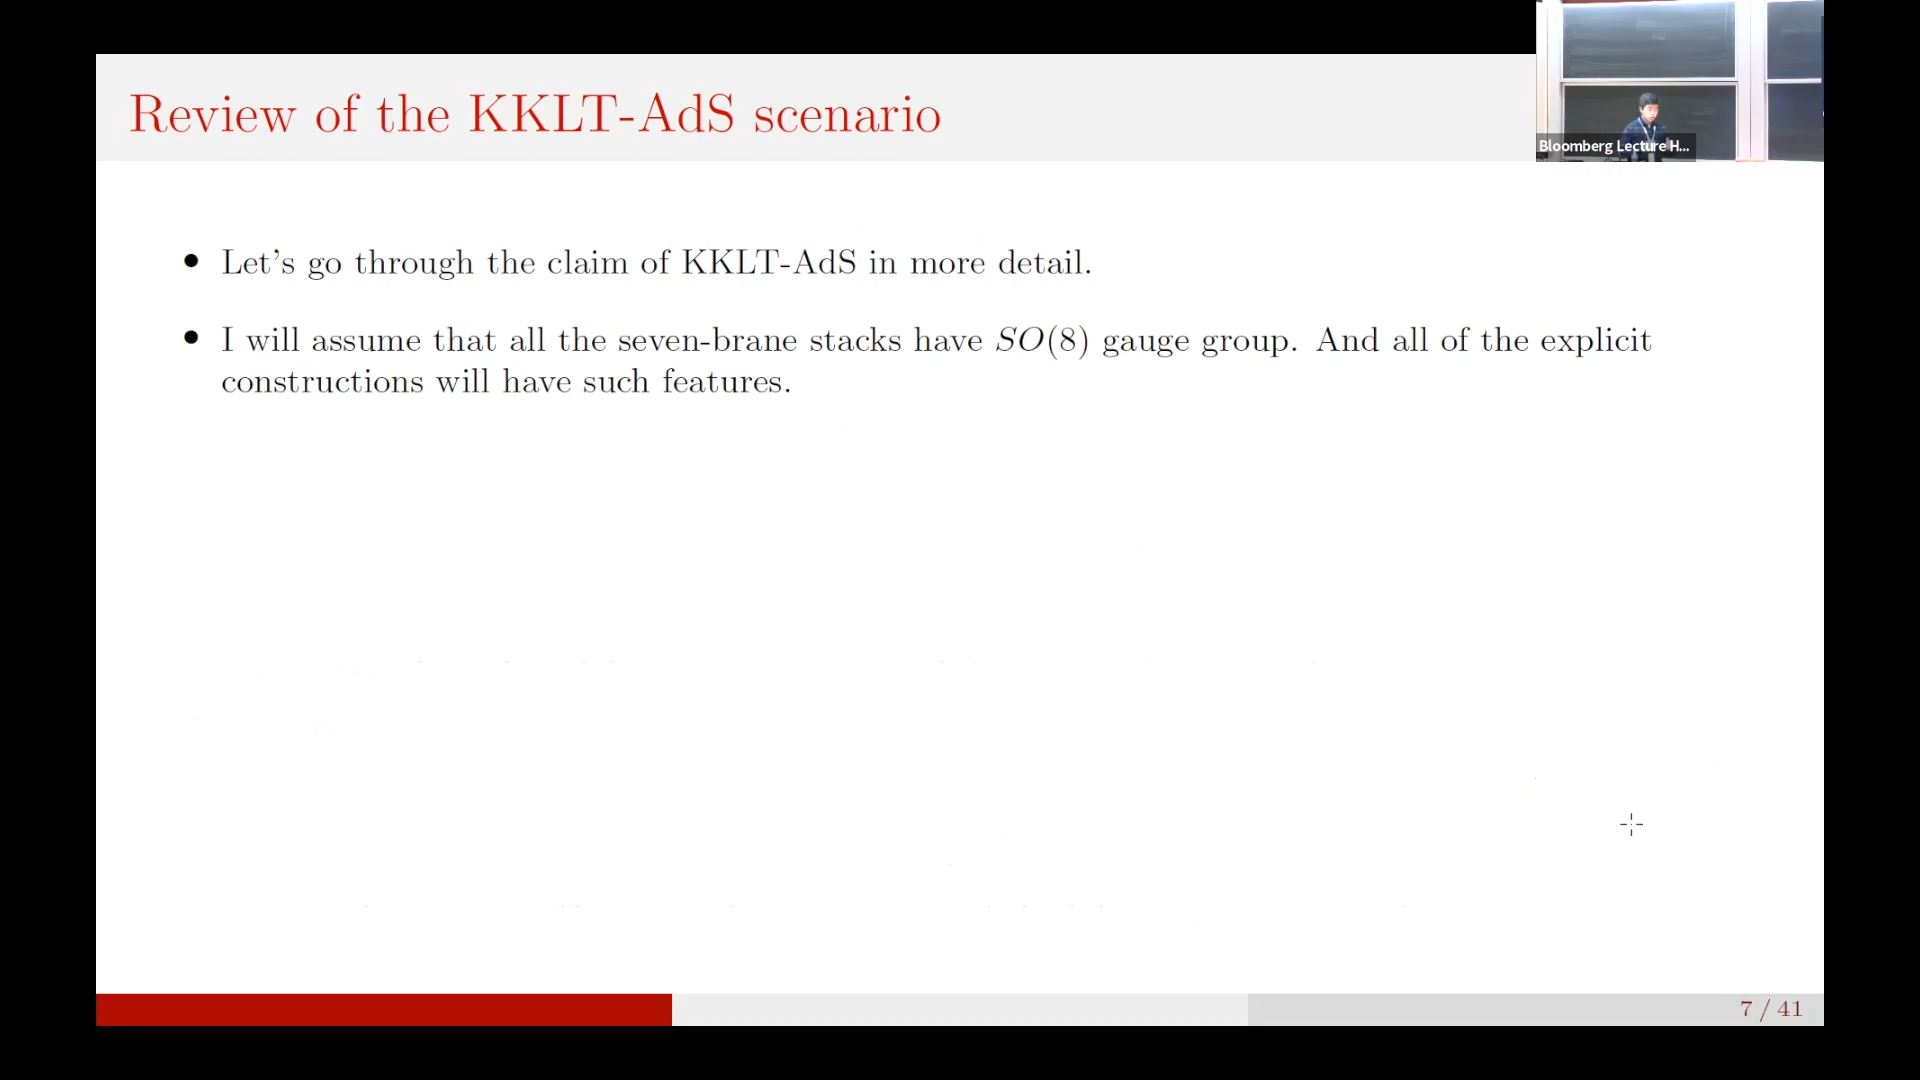 Review of the KKLT-AdS scenario
Bloomberg Lecture H...
• Let's go through the claim of KKLT-AdS in more detail.
• I will assume that all the seven-brane stacks have SO(8) gauge group. And all of the explicit
constructions will have such features.
7 / 41